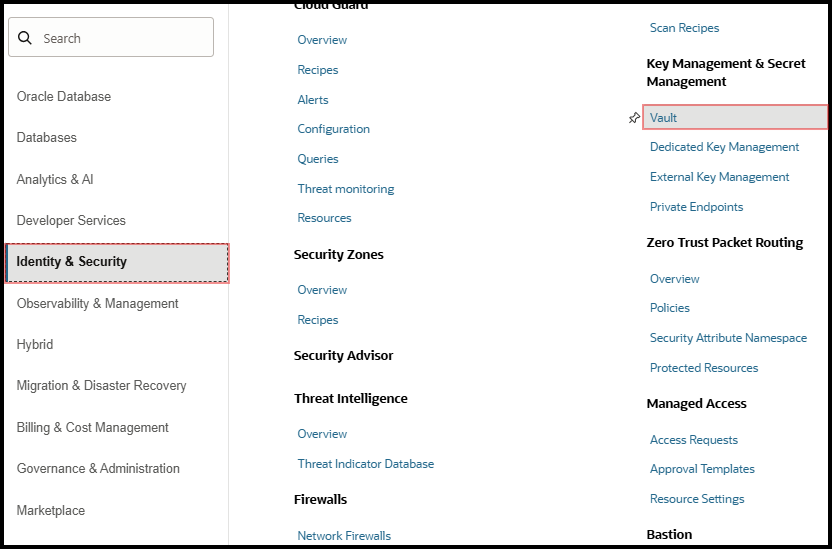 Search
Oracle Database
Databases
Analytics & AI
Developer Services
Identity & Security
Observability & Management
Hybrid
Migration & Disaster Recovery
Billing & Cost Management
Governance & Administration
Marketplace
Cloud Guard
Overview
Recipes
Alerts
Configuration
Queries
Threat monitoring
Resources
Security Zones
Overview
Recipes
Security Advisor
Threat Intelligence
Overview
Threat Indicator Database
Firewalls
Network Firewalls
Scan Recipes
Key Management & Secret
Management
Vault
Dedicated Key Management
External Key Management
Private Endpoints
Zero Trust Packet Routing
Overview
Policies
Security Attribute Namespace
Protected Resources
Managed Access
Access Requests
Approval Templates
Resource Settings
Bastion